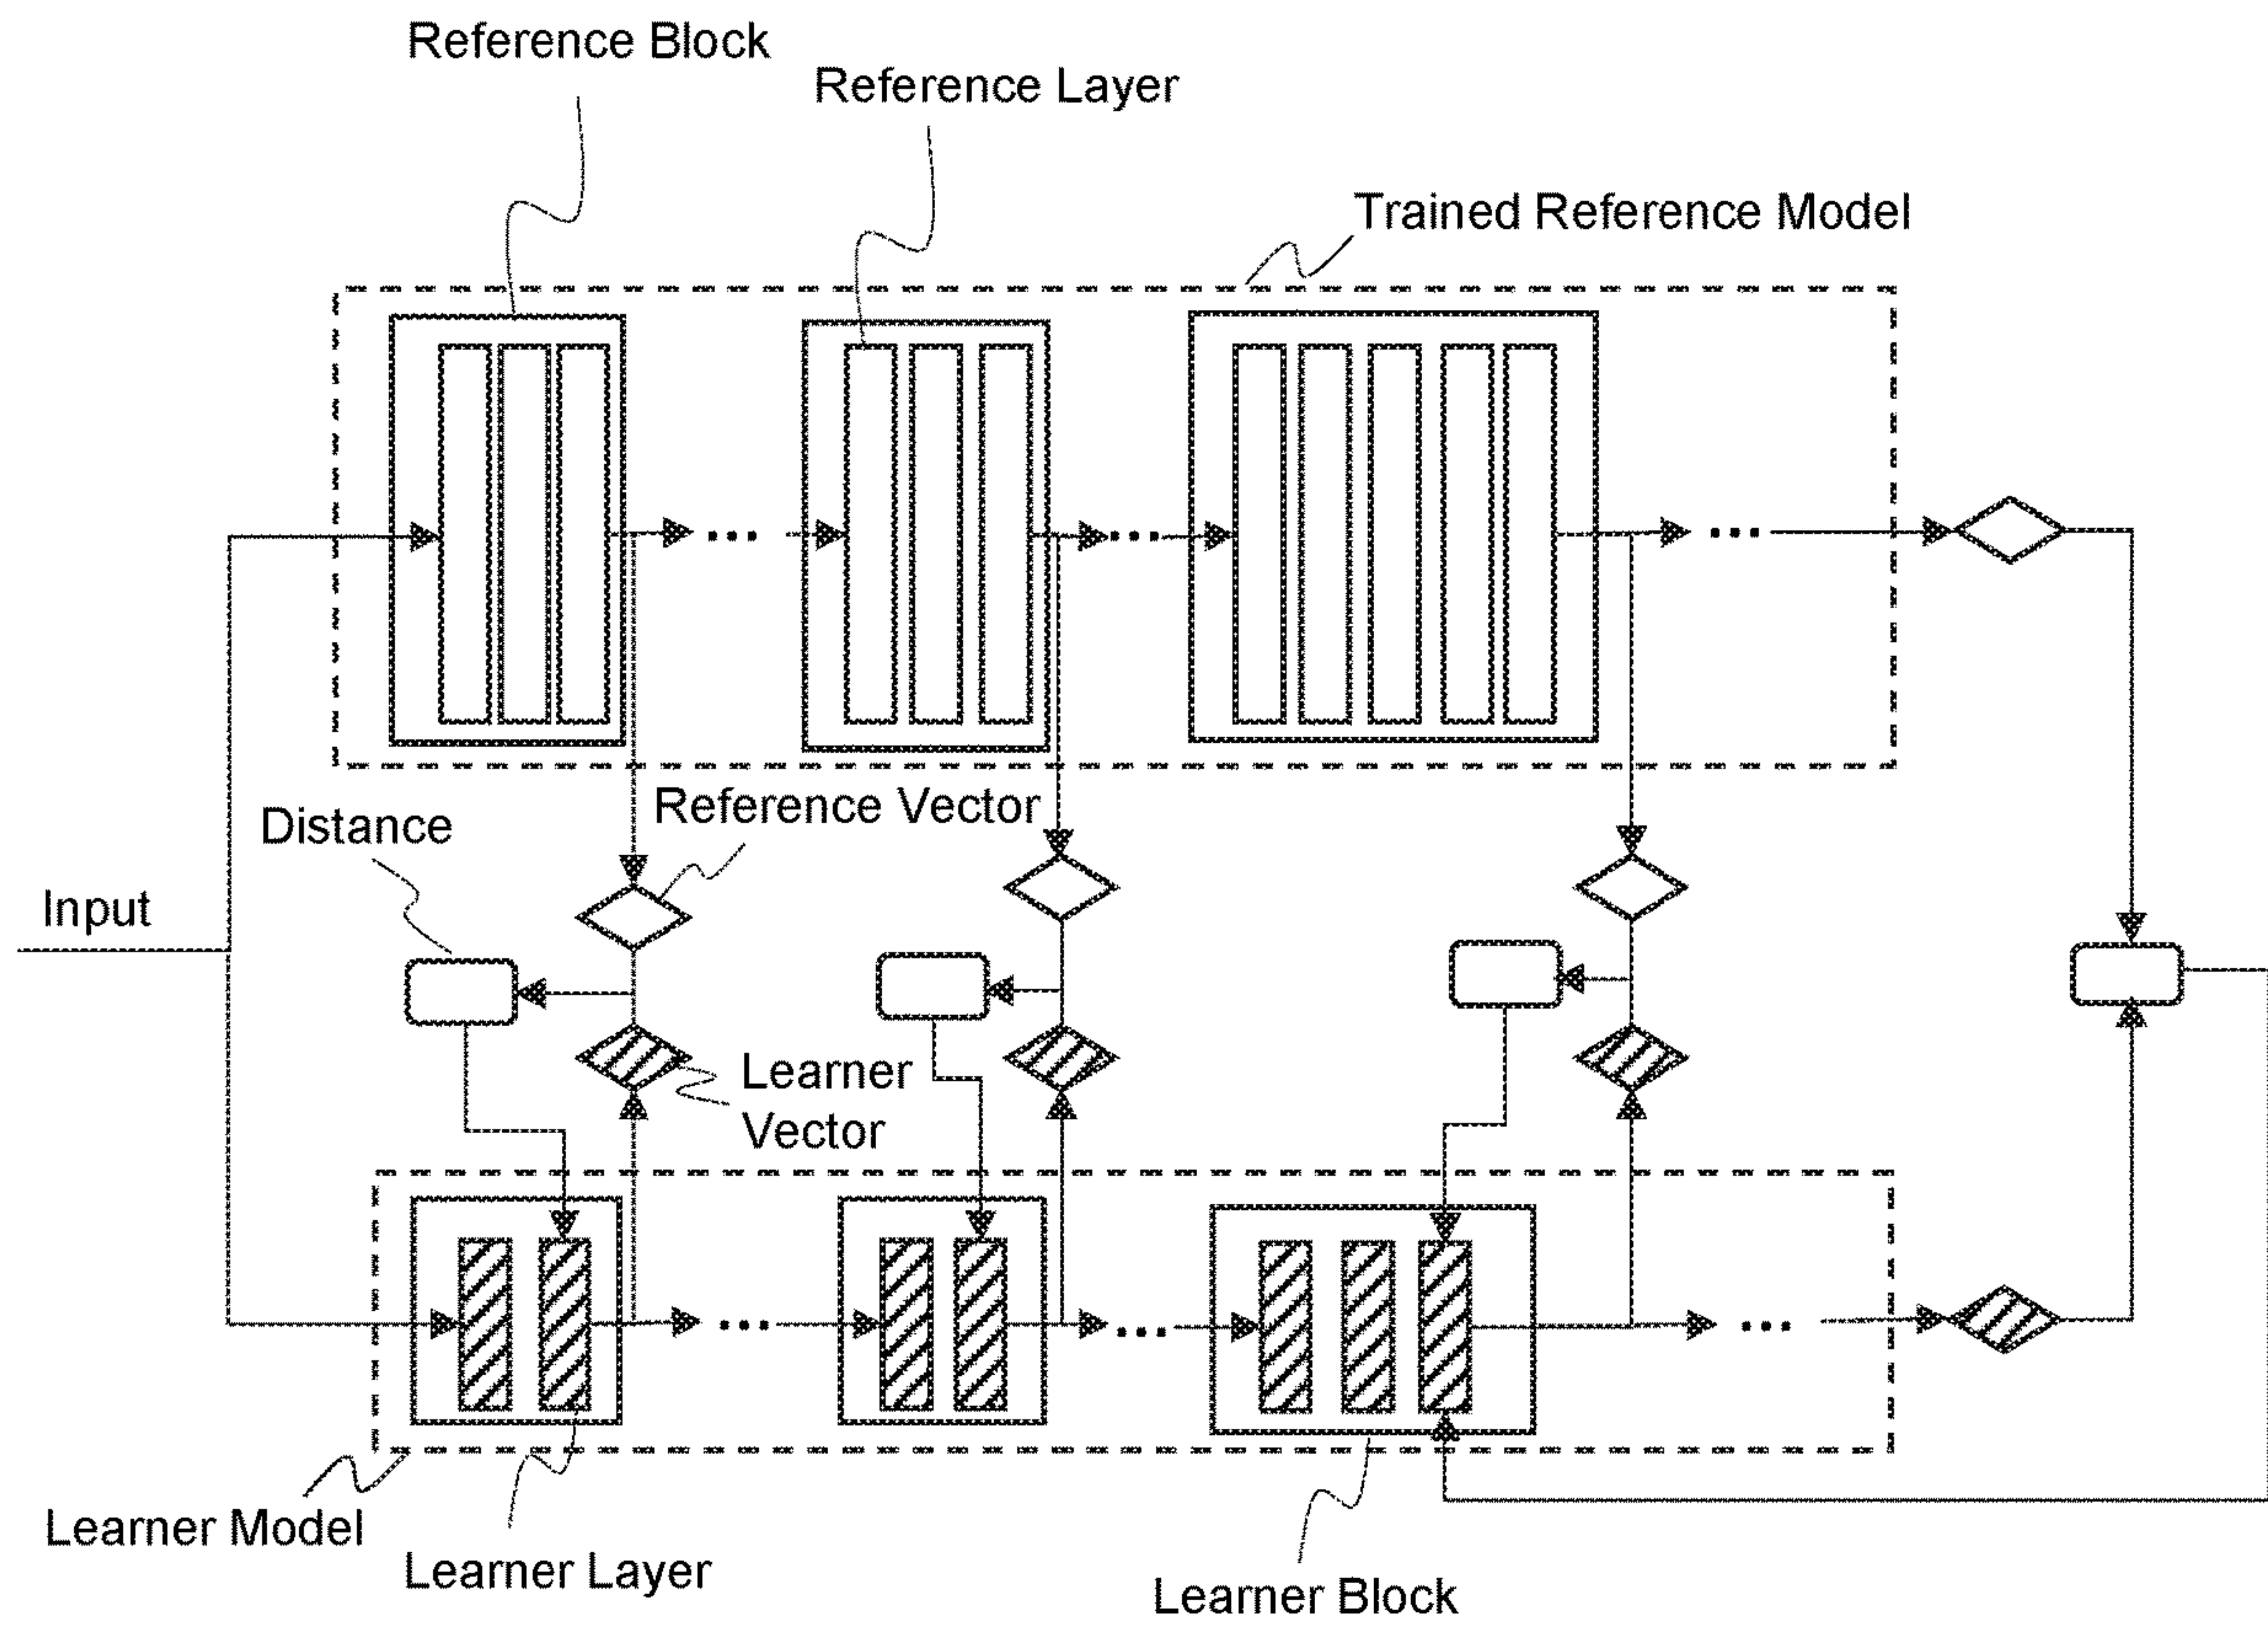 Reference Block
Reference Layer
Trained Reference Model
Reference Vector
Distance
Input
Learner
Vector
Learner Model
Learner Layer
Learner Block